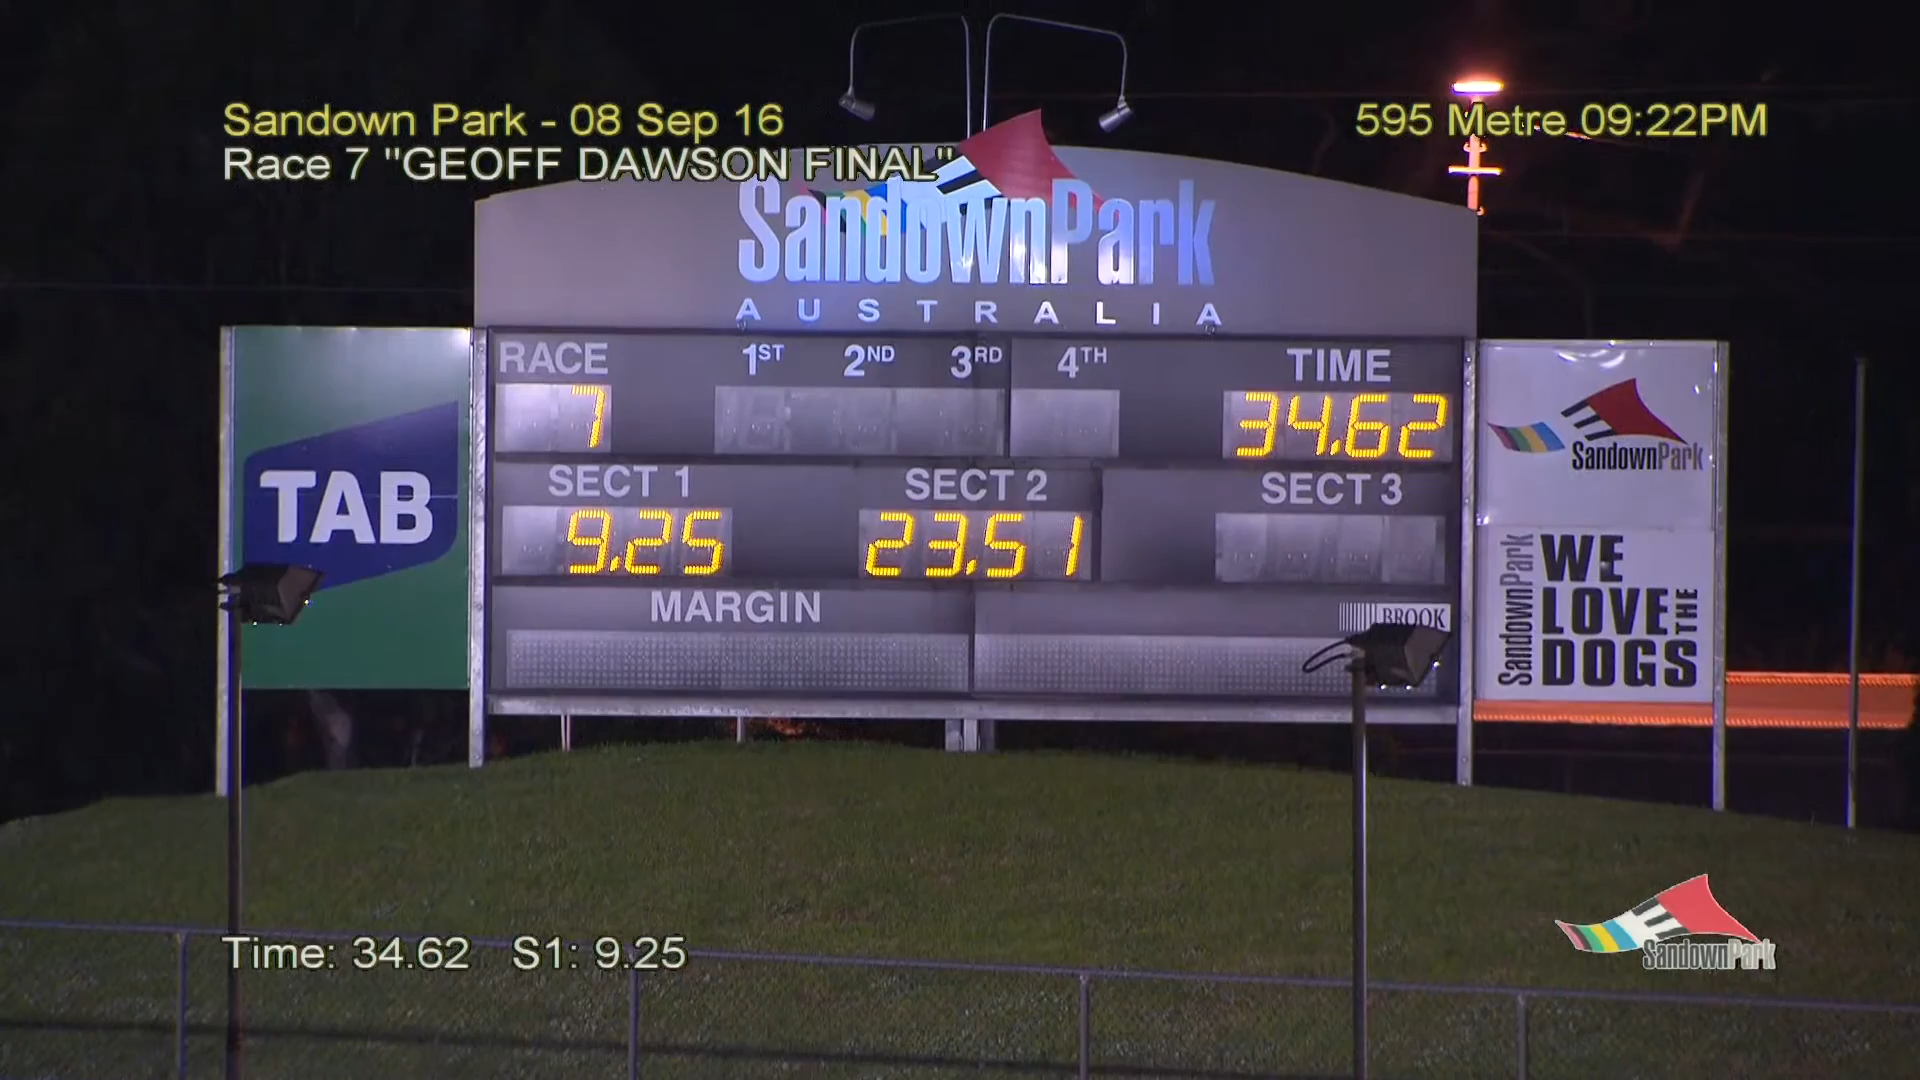 Sandown Park - 08 Sep 16
595 Metre 09:22PM
Race 7 "GEOFF DAWSON FINAL"
SandownPark
AUSTRALIA
RACE 1ST 2ND 3RD 4TH TIME
7 34.62
SECT 1 SECT 2 SECT 3
9.25 23.51
MARGIN
BROOK
TAB
SandownPark
SandownPark
WE
LOVE THE
DOGS
Time: 34.62 S1: 9.25
SandownPark